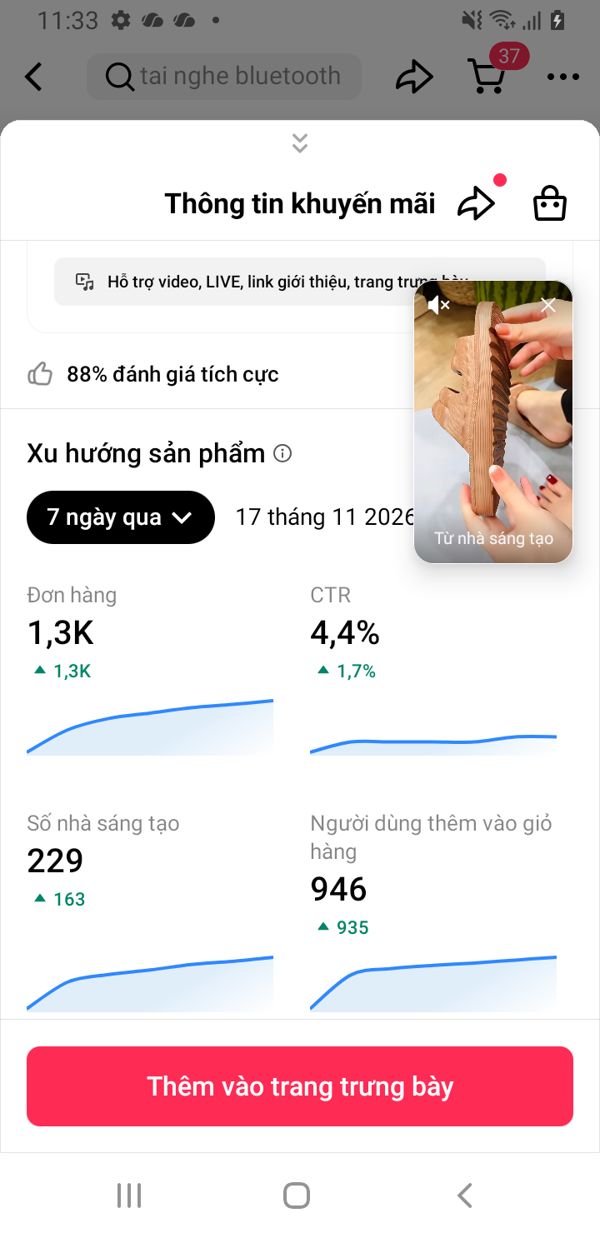 11:33
tai nghe bluetooth
37
Thông tin khuyến mãi
Hỗ trợ video, LIVE, link giới thiệu, trang trưng bày
88% đánh giá tích cực
Xu hướng sản phẩm
7 ngày qua
17 tháng 11 2026
Từ nhà sáng tạo
Đơn hàng
1,3K
1,3K
CTR
4,4%
1,7%
Số nhà sáng tạo
229
163
Người dùng thêm vào giỏ
hàng
946
935
Thêm vào trang trưng bày